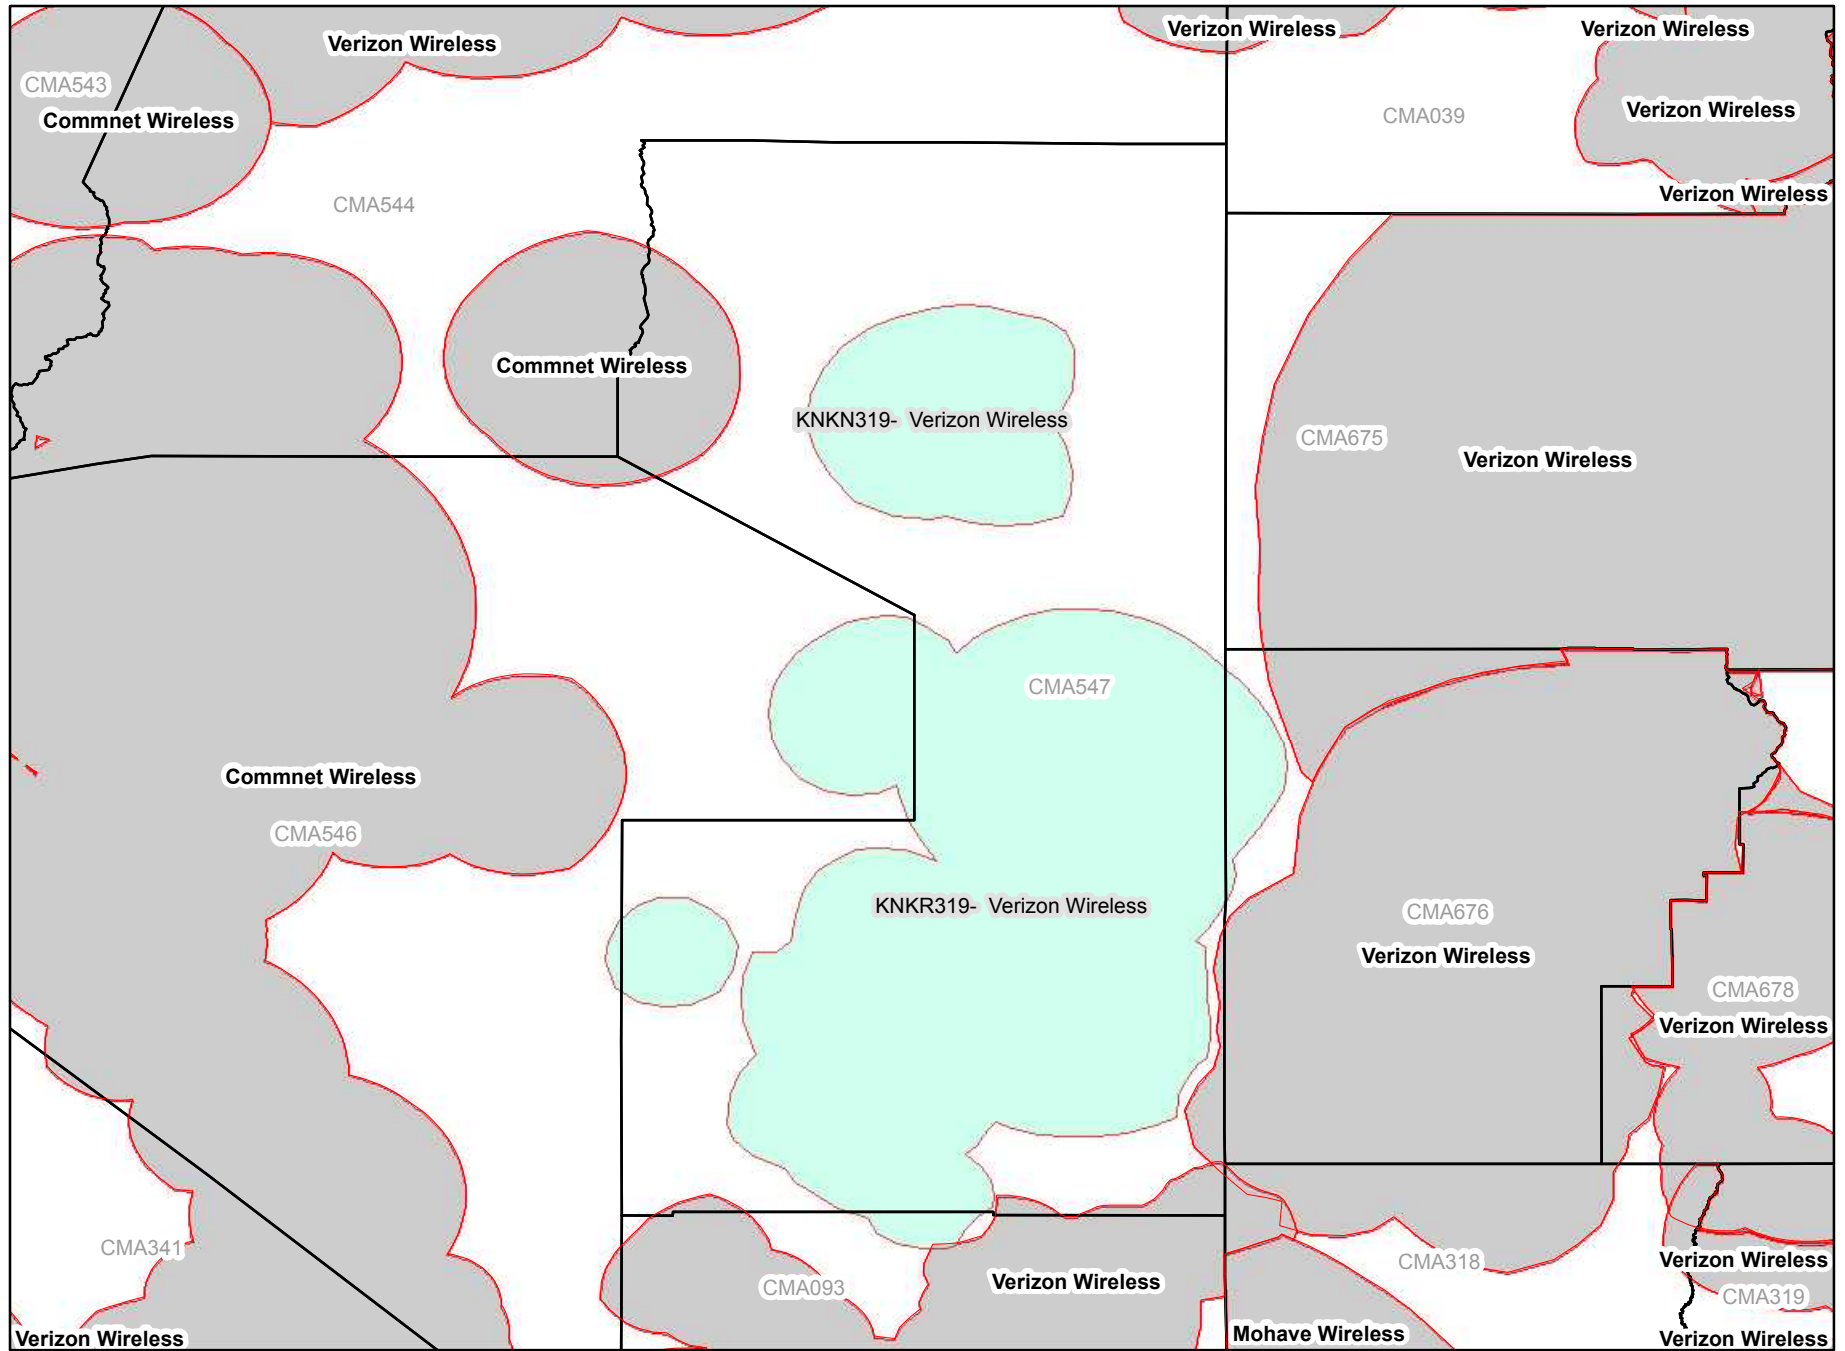 Verizon Wireless
Verizon Wireless
Verizon Wireless
CMA543
Commnet Wireless
CMA039
Verizon Wireless
CMA544
Verizon Wireless
Commnet Wireless
KNKN319- Verizon Wireless
CMA675
Verizon Wireless
CMA547
Commnet Wireless
CMA546
KNKR319- Verizon Wireless
CMA676
Verizon Wireless
CMA678
Verizon Wireless
CMA341
CMA093
Verizon Wireless
CMA318
Verizon Wireless
CMA319
Verizon Wireless
Mohave Wireless
Verizon Wireless